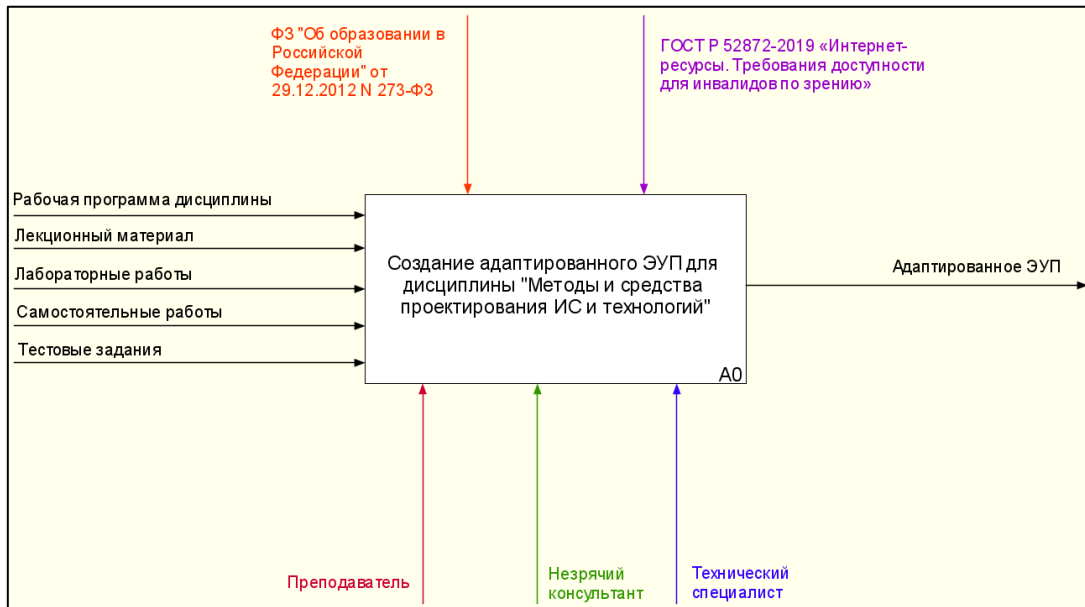 ФЗ "Об образовании в
Российской
Федерации" от
29.12.2012 N 273-ФЗ
ГОСТ Р 52872-2019 «Интернет-
ресурсы. Требования доступности
для инвалидов по зрению»
Рабочая программа дисциплины
Лекционный материал
Лабораторные работы
Самостоятельные работы
Тестовые задания
Создание адаптированного ЭУП для
дисциплины "Методы и средства
проектирования ИС и технологий"
A0
Адаптированное ЭУП
Преподаватель
Незрячий
консультант
Технический
специалист